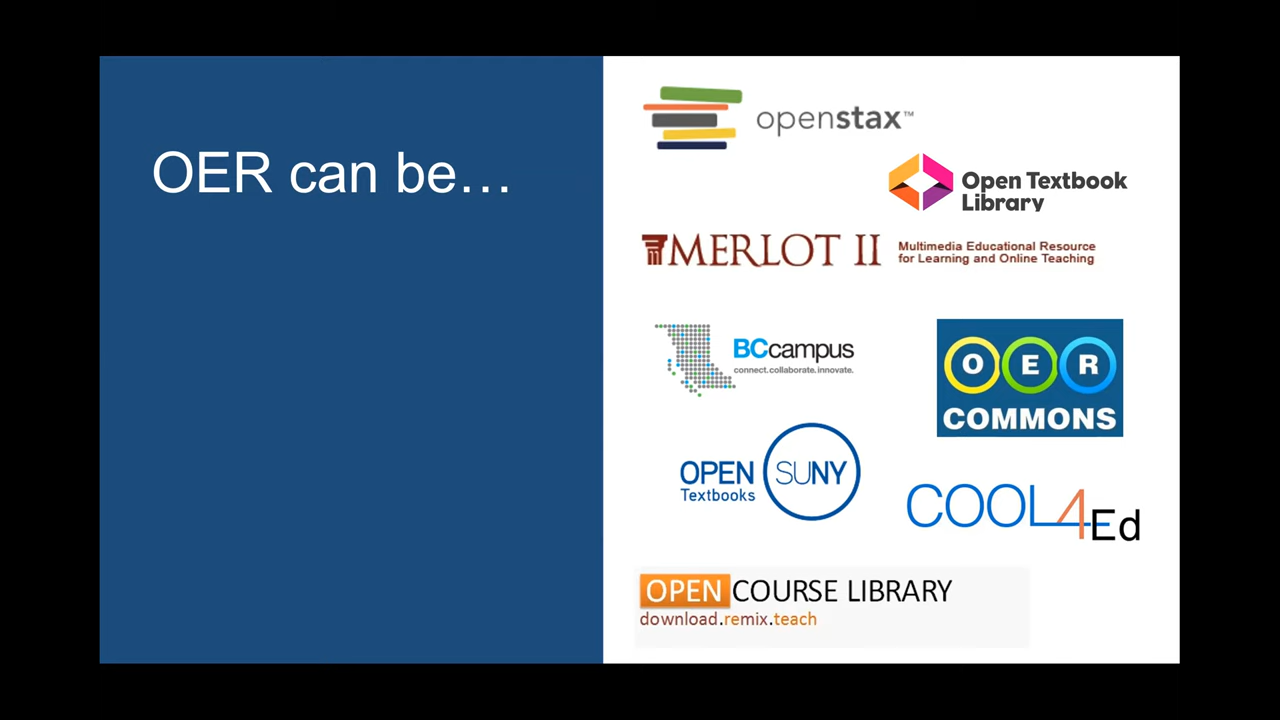 OER can be…
openstax™
Open Textbook
Library
MERLOT II
Multimedia Educational Resource
for Learning and Online Teaching
BCcampus
connect.collaborate.innovate.
OER
COMMONS
OPEN
Textbooks
SUNY
COOL4Ed
OPEN COURSE LIBRARY
download.remix.teach